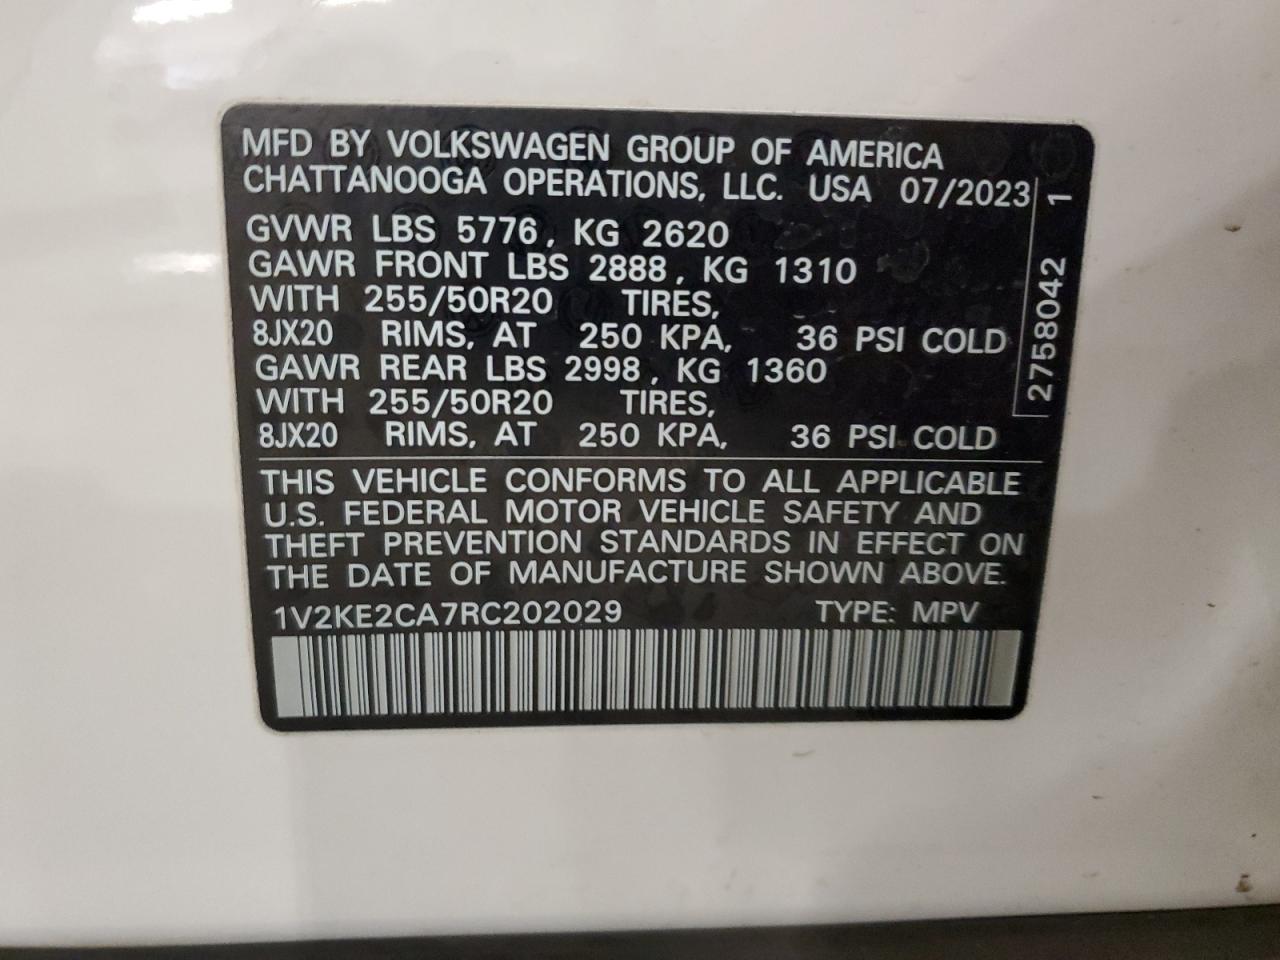 MFD BY VOLKSWAGEN GROUP OF AMERICA
CHATTANOOGA OPERATIONS, LLC. USA 07/2023
GVWR LBS 5776, KG 2620
GAWR FRONT LBS 2888, KG 1310
WITH 255/50R20 TIRES,
8JX20 RIMS, AT 250 KPA, 36 PSI COLD
GAWR REAR LBS 2998, KG 1360
WITH 255/50R20 TIRES,
8JX20 RIMS, AT 250 KPA, 36 PSI COLD
2758042 1
THIS VEHICLE CONFORMS TO ALL APPLICABLE
U.S. FEDERAL MOTOR VEHICLE SAFETY AND
THEFT PREVENTION STANDARDS IN EFFECT ON
THE DATE OF MANUFACTURE SHOWN ABOVE.
1V2KE2CA7RC202029 TYPE: MPV